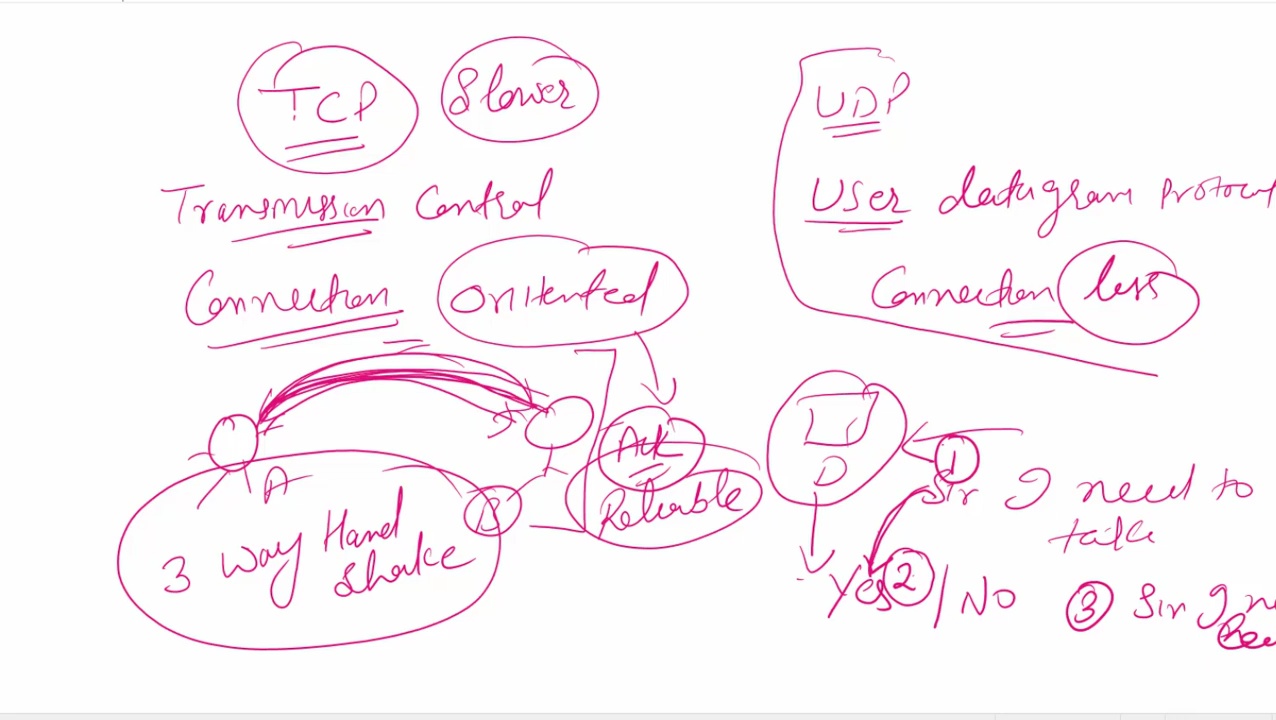 TCP Slower
Transmission Control
Connection Oriented
A
B
Ack
Reliable
3 Way Hand
Shake
UDP
User datagram Protocol
Connection less
D
1
Sir I need to
talk
Yes 2 / No
3 Sir I